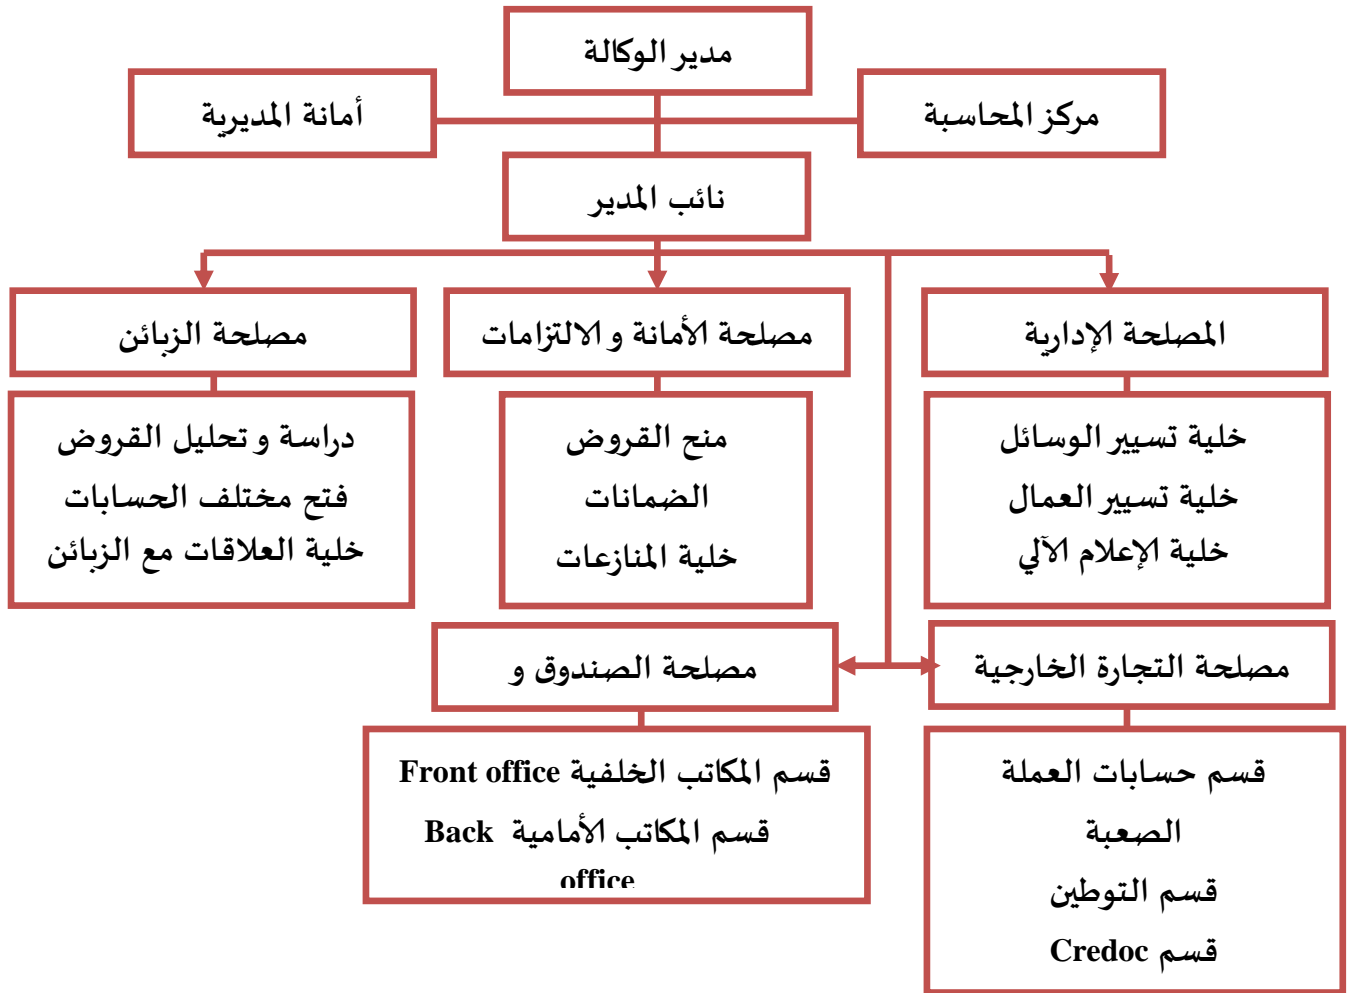 مدير الوكالة
مركز المحاسبة
أمانة المديرية
نائب المدير
المصلحة الإدارية
مصلحة الأمانة و الالتزامات
مصلحة الزبائن
خلية تسيير الوسائل
خلية تسيير العمال
خلية الإعلام الآلي
منح القروض
الضمانات
خلية المنازعات
دراسة و تحليل القروض
فتح مختلف الحسابات
خلية العلاقات مع الزبائن
مصلحة التجارة الخارجية
مصلحة الصندوق و
قسم حسابات العملة
الصعبة
قسم التوطين
قسم Credoc
قسم المكاتب الخلفية Front office
قسم المكاتب الأمامية Back
office